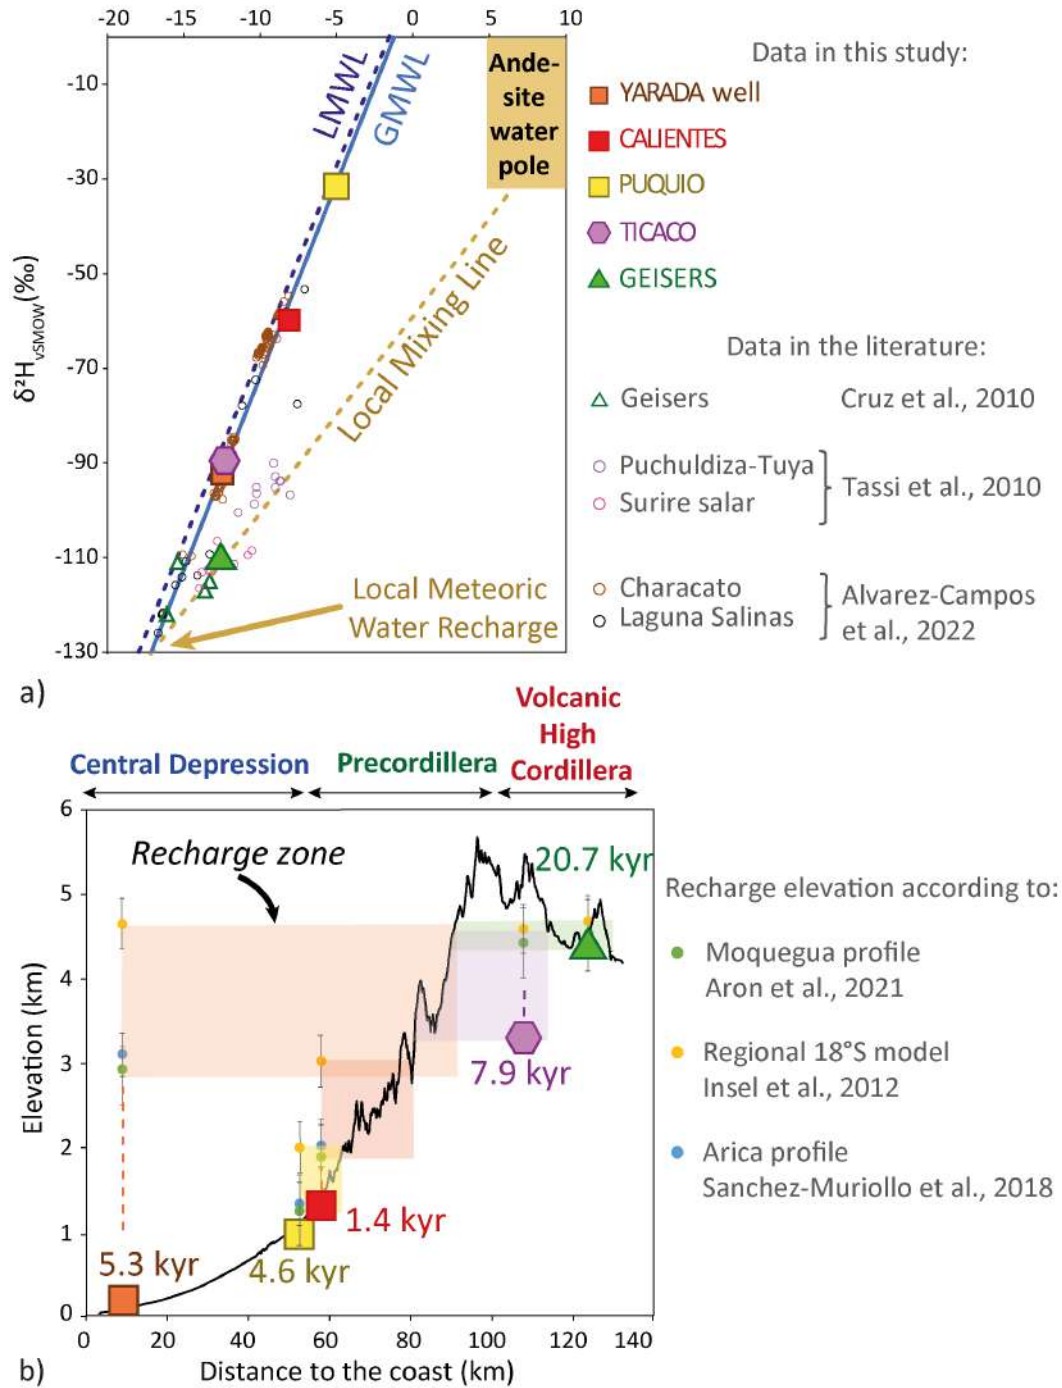 -20 -15 -10 -5 0 5 10
-10
-30
-50
-70
-90
-110
-130
δ²H vSMOW (‰)
LMWL
GMWL
Ande-
site
water
pole
Local Mixing Line
Local Meteoric
Water Recharge
a)
Data in this study:
YARADA well
CALIENTES
PUQUIO
TICACO
GEISERS
Data in the literature:
Geisers Cruz et al., 2010
Puchuldiza-Tuya
Surire salar
Tassi et al., 2010
Characato
Laguna Salinas
Alvarez-Campos
et al., 2022
Central Depression
Precordillera
Volcanic
High
Cordillera
Recharge zone
20.7 kyr
7.9 kyr
1.4 kyr
4.6 kyr
5.3 kyr
6
5
4
3
2
1
0
Elevation (km)
0 20 40 60 80 100 120 140
Distance to the coast (km)
b)
Recharge elevation according to:
Moquegua profile
Aron et al., 2021
Regional 18°S model
Insel et al., 2012
Arica profile
Sanchez-Muriollo et al., 2018